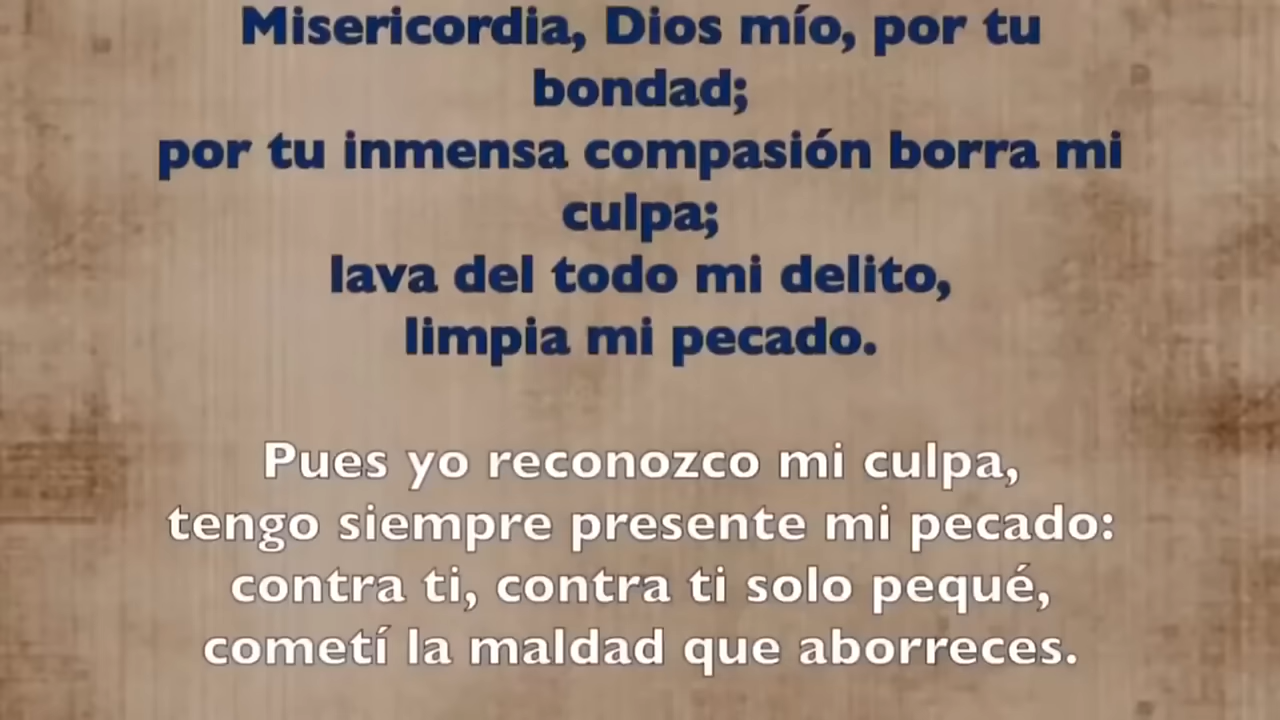 Misericordia, Dios mío, por tu
bondad;
por tu inmensa compasión borra mi
culpa;
lava del todo mi delito,
limpia mi pecado.
Pues yo reconozco mi culpa,
tengo siempre presente mi pecado:
contra ti, contra ti solo pequé,
cometí la maldad que aborreces.